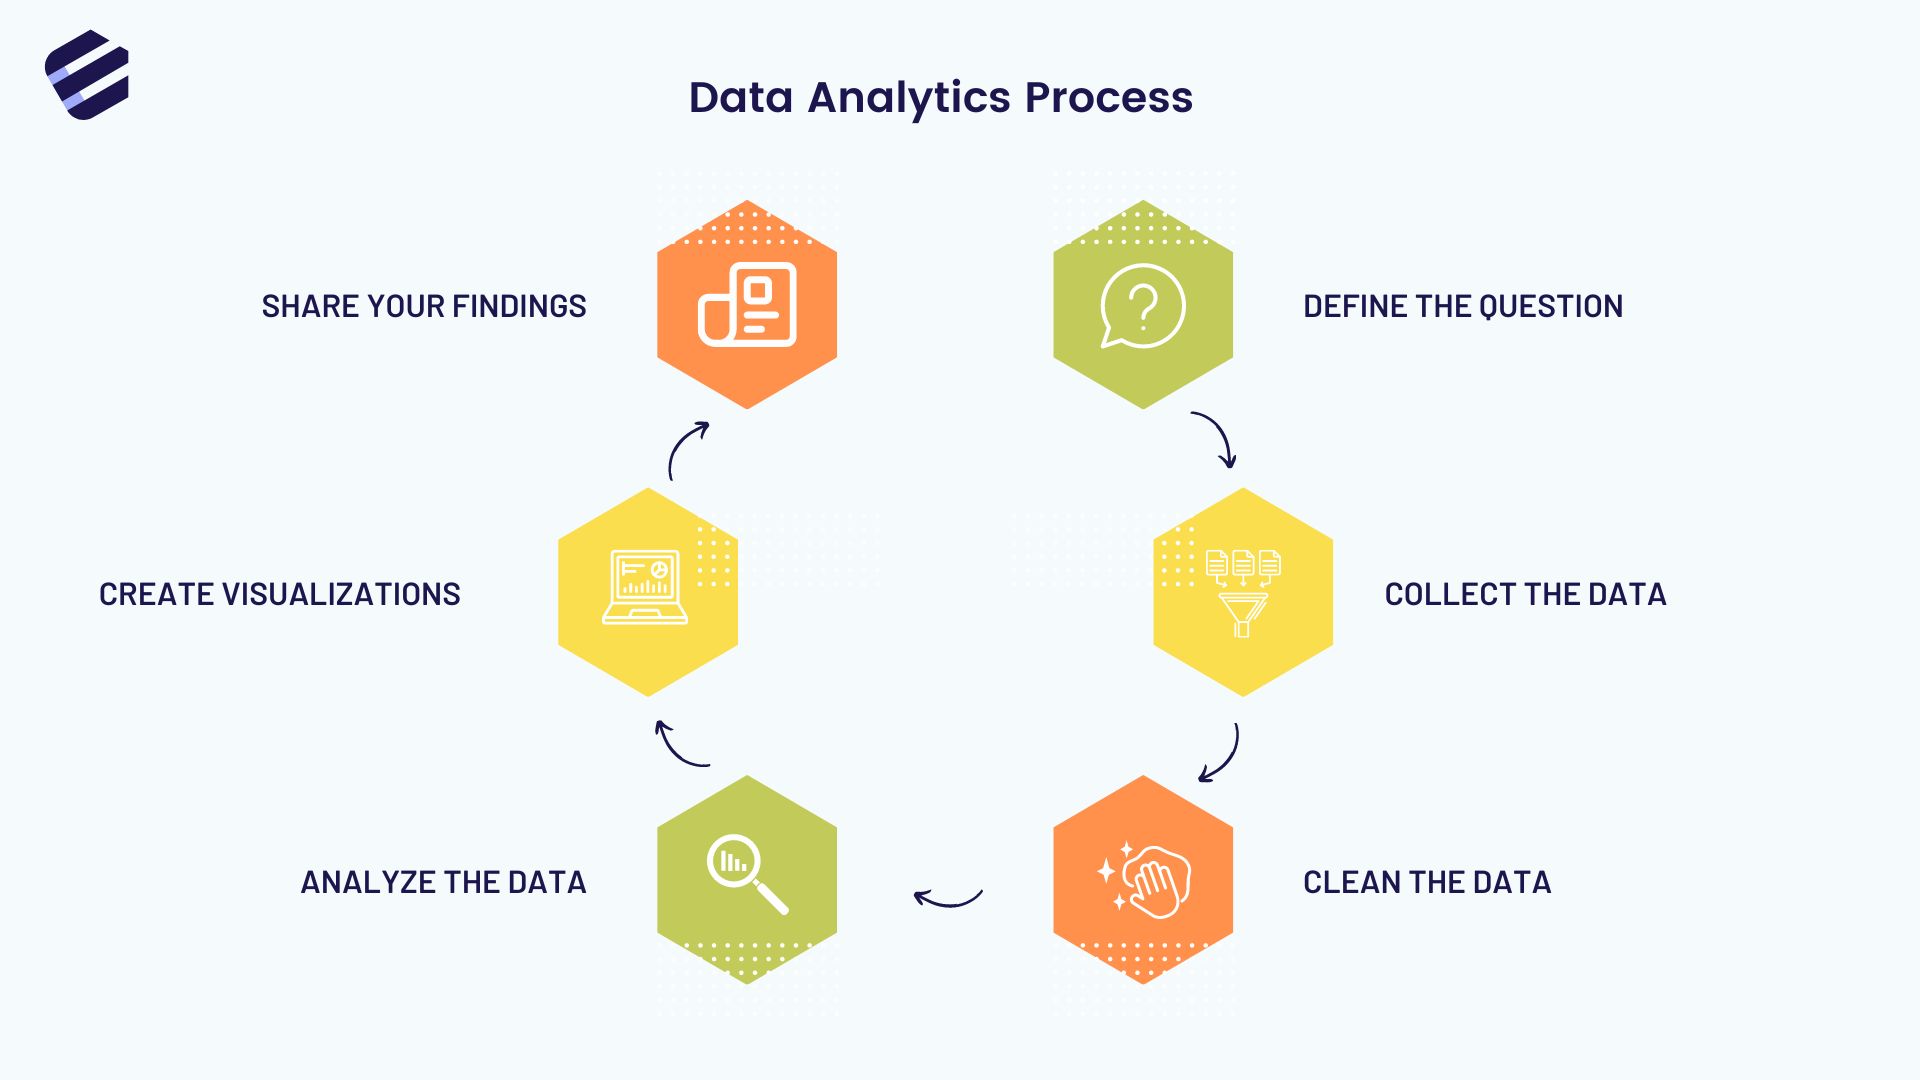 Data Analytics Process
SHARE YOUR FINDINGS
DEFINE THE QUESTION
CREATE VISUALIZATIONS
COLLECT THE DATA
ANALYZE THE DATA
CLEAN THE DATA